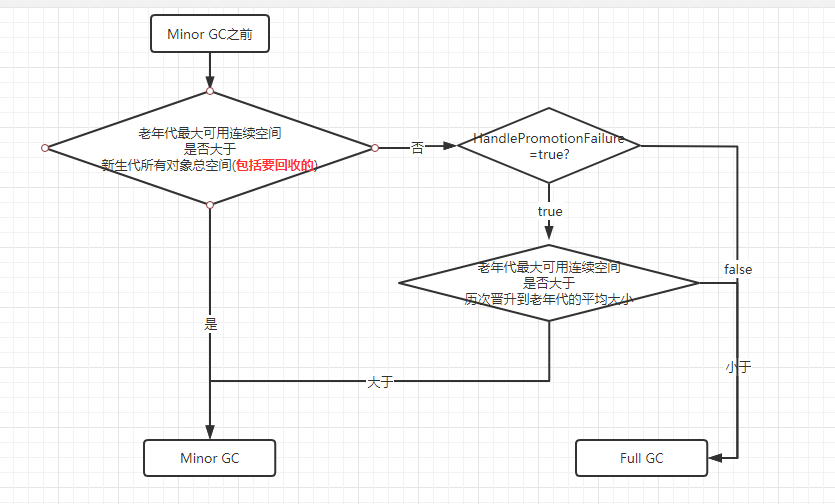 Minor GC之前
老年代最大可用连续空间
是否大于
新生代所有对象总空间(包括要回收的)
否
HandlePromotionFailure
=true?
true
老年代最大可用连续空间
是否大于
历次晋升到老年代的平均大小
false
是
小于
大于
Minor GC
Full GC